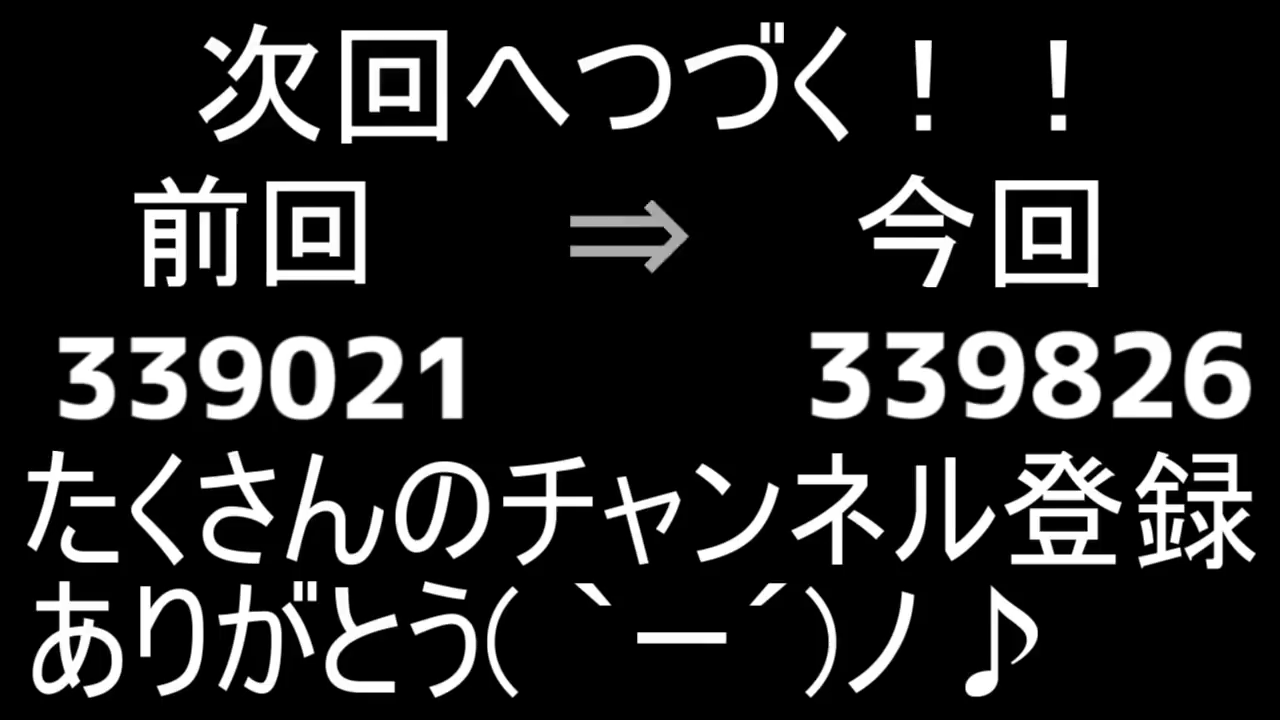 次回へつづく！！
前回 ⇒ 今回
339021 339826
たくさんのチャンネル登録
ありがとう(｀ー´)ノ♪